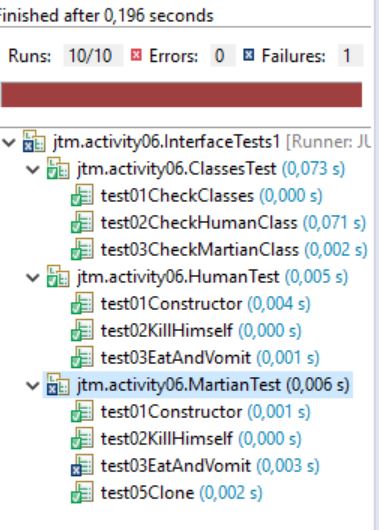 Finished after 0,196 seconds
Runs: 10/10 Errors: 0 Failures: 1
jtm.activity06.InterfaceTests1 [Runner: JU
jtm.activity06.ClassesTest (0,073 s)
test01CheckClasses (0,000 s)
test02CheckHumanClass (0,071 s)
test03CheckMartianClass (0,002 s)
jtm.activity06.HumanTest (0,005 s)
test01Constructor (0,004 s)
test02KillHimself (0,000 s)
test03EatAndVomit (0,001 s)
jtm.activity06.MartianTest (0,006 s)
test01Constructor (0,001 s)
test02KillHimself (0,000 s)
test03EatAndVomit (0,003 s)
test05Clone (0,002 s)